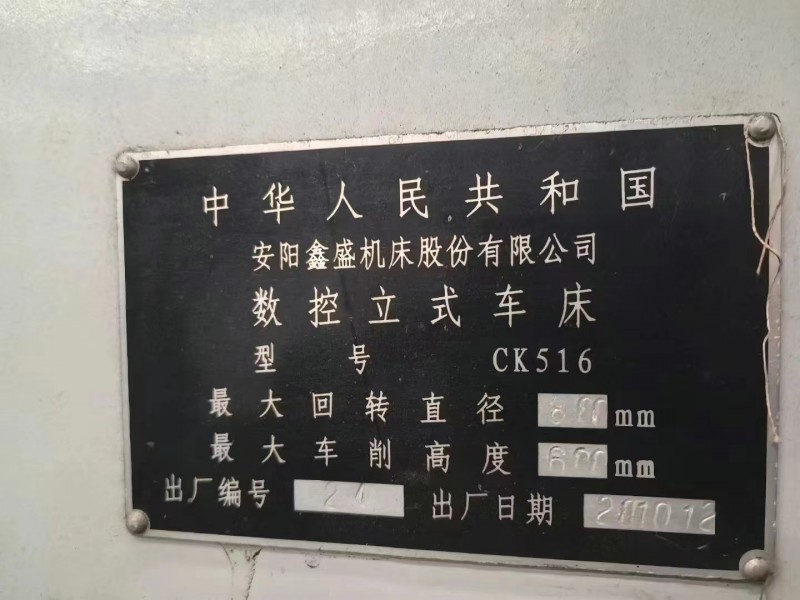 中华人民共和国
安阳鑫盛机床股份有限公司
数控立式车床
型 号 CK516
最大回转直径 mm
最大车削高度 800 mm
出厂编号 出厂日期